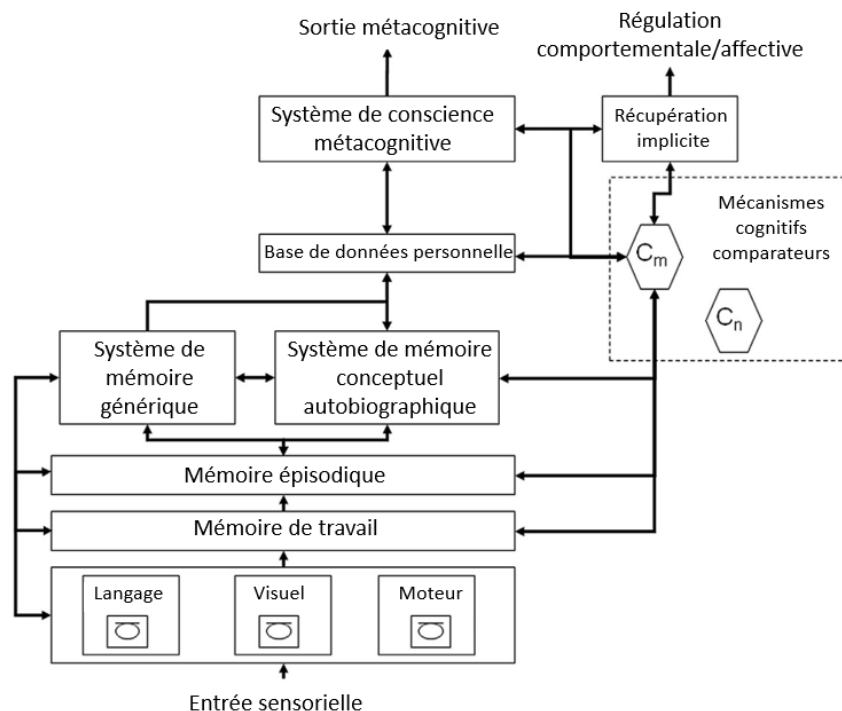 Sortie métacognitive
Régulation
comportementale/affective
Système de conscience
métacognitive
Récupération
implicite
Mécanismes
cognitifs
comparateurs
Base de données personnelle
Cm
Cn
Système de
mémoire
générique
Système de mémoire
conceptuel
autobiographique
Mémoire épisodique
Mémoire de travail
Langage
Visuel
Moteur
Entrée sensorielle